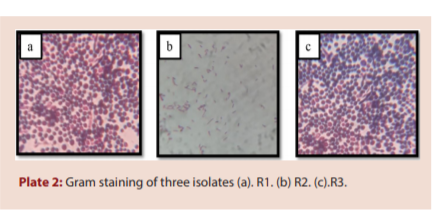 a
b
c
Plate 2: Gram staining of three isolates (a). R1. (b) R2. (c).R3.